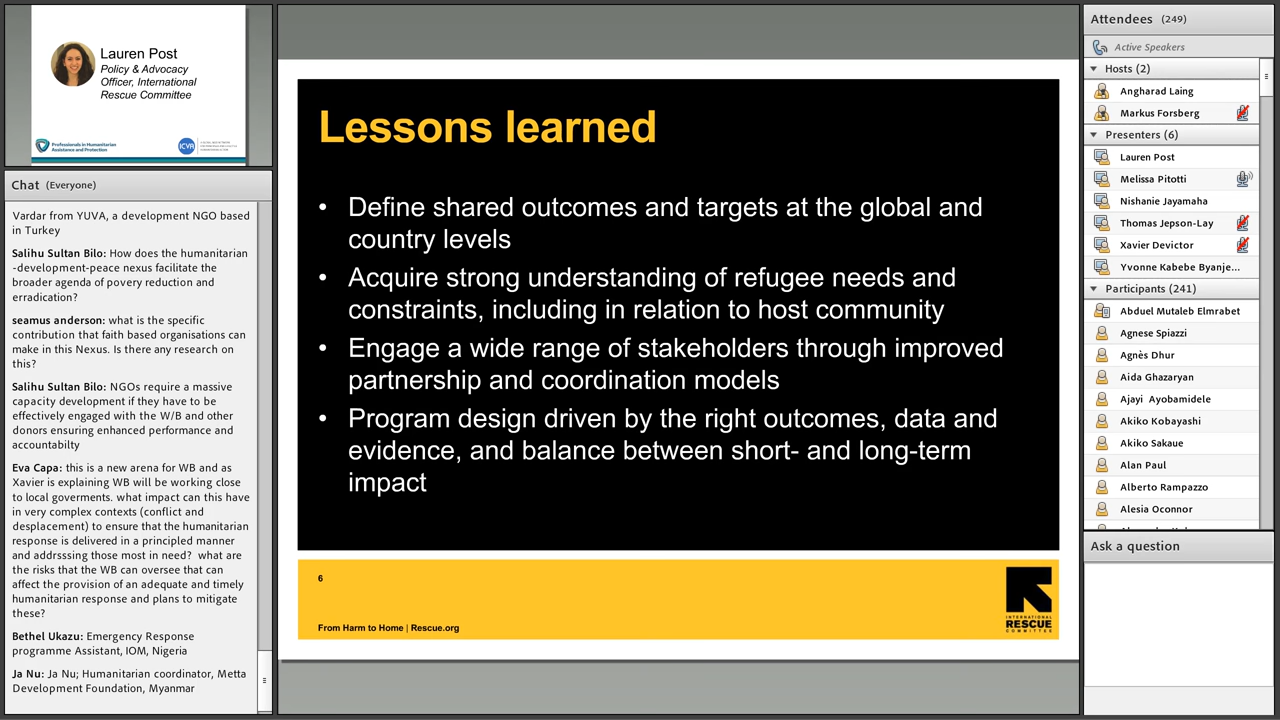 Lauren Post
Policy & Advocacy
Officer, International
Rescue Committee
Professionals in Humanitarian
Assistance and Protection
ICVA
Chat (Everyone)
Vardar from YUVA, a development NGO based
in Turkey
Salihu Sultan Bilo: How does the humanitarian
-development-peace nexus facilitate the
broader agenda of povery reduction and
erradication?
seamus anderson: what is the specific
contribution that faith based organisations can
make in this Nexus. Is there any research on
this?
Salihu Sultan Bilo: NGOs require a massive
capacity development if they have to be
effectively engaged with the W/B and other
donors ensuring enhanced performance and
accountabilty
Eva Capa: this is a new arena for WB and as
Xavier is explaining WB will be working close
to local goverments. what impact can this have
in very complex contexts (conflict and
desplacement) to ensure that the humanitarian
response is delivered in a principled manner
and addrsssing those most in need?  what are
the risks that the WB can oversee that can
affect the provision of an adequate and timely
humanitarian response and plans to mitigate
these?
Bethel Ukazu: Emergency Response
programme Assistant, IOM, Nigeria
Ja Nu: Ja Nu; Humanitarian coordinator, Metta
Development Foundation, Myanmar
Lessons learned
• Define shared outcomes and targets at the global and
country levels
• Acquire strong understanding of refugee needs and
constraints, including in relation to host community
• Engage a wide range of stakeholders through improved
partnership and coordination models
• Program design driven by the right outcomes, data and
evidence, and balance between short- and long-term
impact
6
From Harm to Home | Rescue.org
INTERNATIONAL
RESCUE
COMMITTEE
Attendees (249)
Active Speakers
Hosts (2)
Angharad Laing
Markus Forsberg
Presenters (6)
Lauren Post
Melissa Pitotti
Nishanie Jayamaha
Thomas Jepson-Lay
Xavier Devictor
Yvonne Kabebe Byanje...
Participants (241)
Abduel Mutaleb Elmrabet
Agnese Spiazzi
Agnès Dhur
Aida Ghazaryan
Ajayi  Ayobamidele
Akiko Kobayashi
Akiko Sakaue
Alan Paul
Alberto Rampazzo
Alesia Oconnor
Ask a question